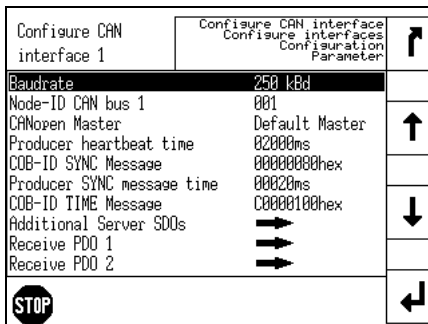 Configure CAN
interface 1
Configure CAN interface
Configure interfaces
Configuration
Parameter
Baudrate 250 kBd
Node-ID CAN bus 1 001
CANopen Master Default Master
Producer heartbeat time 02000ms
COB-ID SYNC Message 00000080hex
Producer SYNC message time 00020ms
COB-ID TIME Message C0000100hex
Additional Server SDOs
Receive PDO 1
Receive PDO 2
STOP